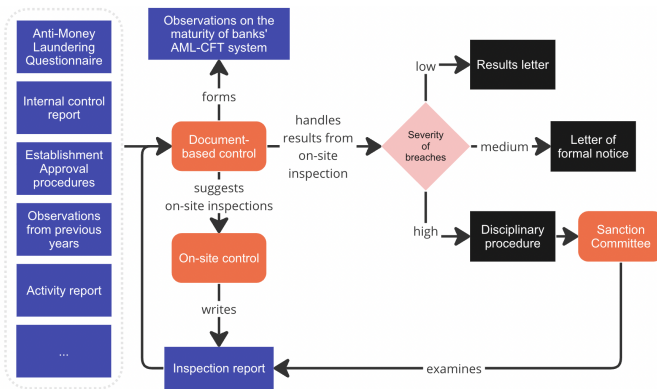 Anti-Money
Laundering
Questionnaire
Internal control
report
Establishment
Approval
procedures
Observations
from previous
years
Activity report
...
Observations on the
maturity of banks'
AML-CFT system
forms
Document-
based control
suggests
on-site inspections
On-site control
writes
Inspection report
handles
results from
on-site
inspection
Severity
of
breaches
low
Results letter
medium
Letter of
formal notice
high
Disciplinary
procedure
Sanction
Committee
examines